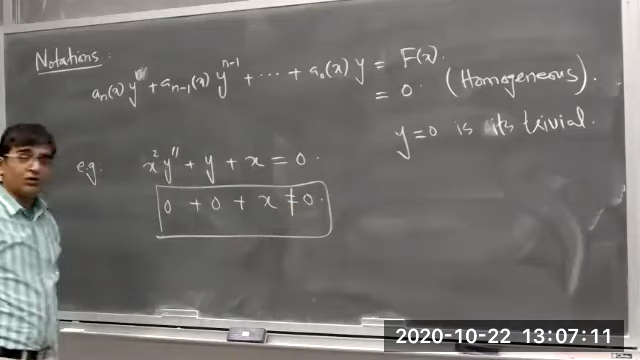 Notations:
aₙ(x) yⁿ + aₙ₋₁(x) yⁿ⁻¹ + ··· + a₀(x) y = F(x).
= 0. (Homogeneous).
y=0 is its trivial.
e.g. x²y'' + y + x = 0.
0 + 0 + x ≠ 0.
2020-10-22 13:07:11